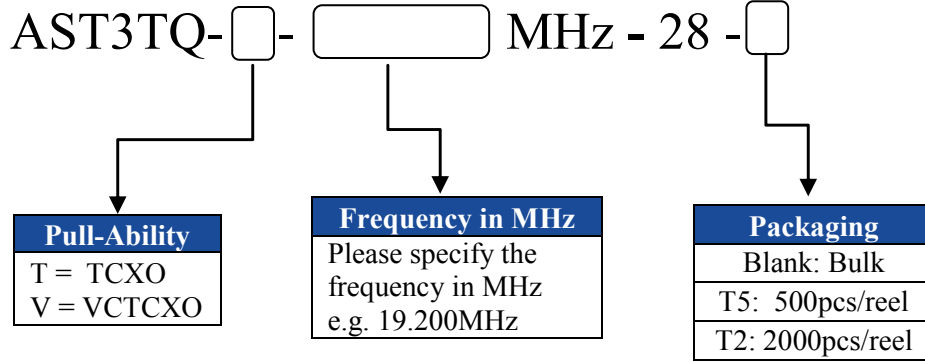 AST3TQ- - MHz - 28 -
Pull-Ability
T = TCXO
V = VCTCXO
Frequency in MHz
Please specify the
frequency in MHz
e.g. 19.200MHz
Packaging
Blank: Bulk
T5: 500pcs/reel
T2: 2000pcs/reel